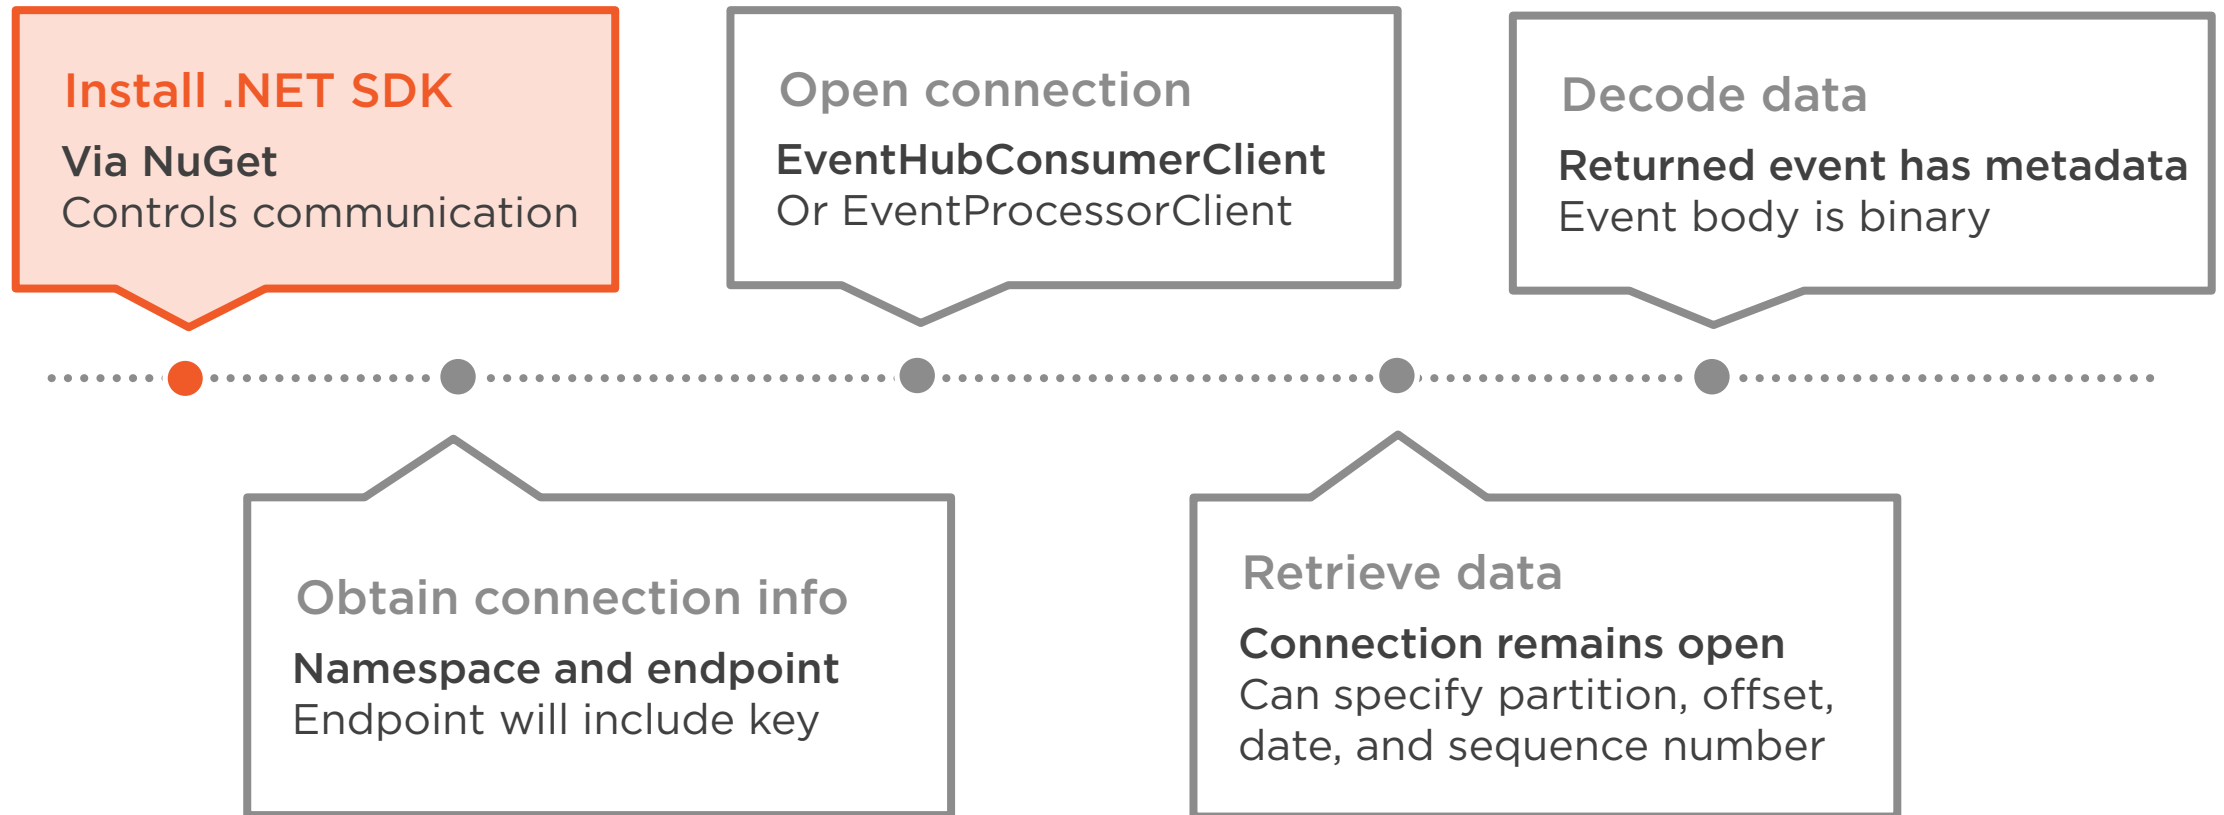 Install .NET SDK
Via NuGet
Controls communication
Obtain connection info
Namespace and endpoint
Endpoint will include key
Open connection
EventHubConsumerClient
Or EventProcessorClient
Retrieve data
Connection remains open
Can specify partition, offset,
date, and sequence number
Decode data
Returned event has metadata
Event body is binary